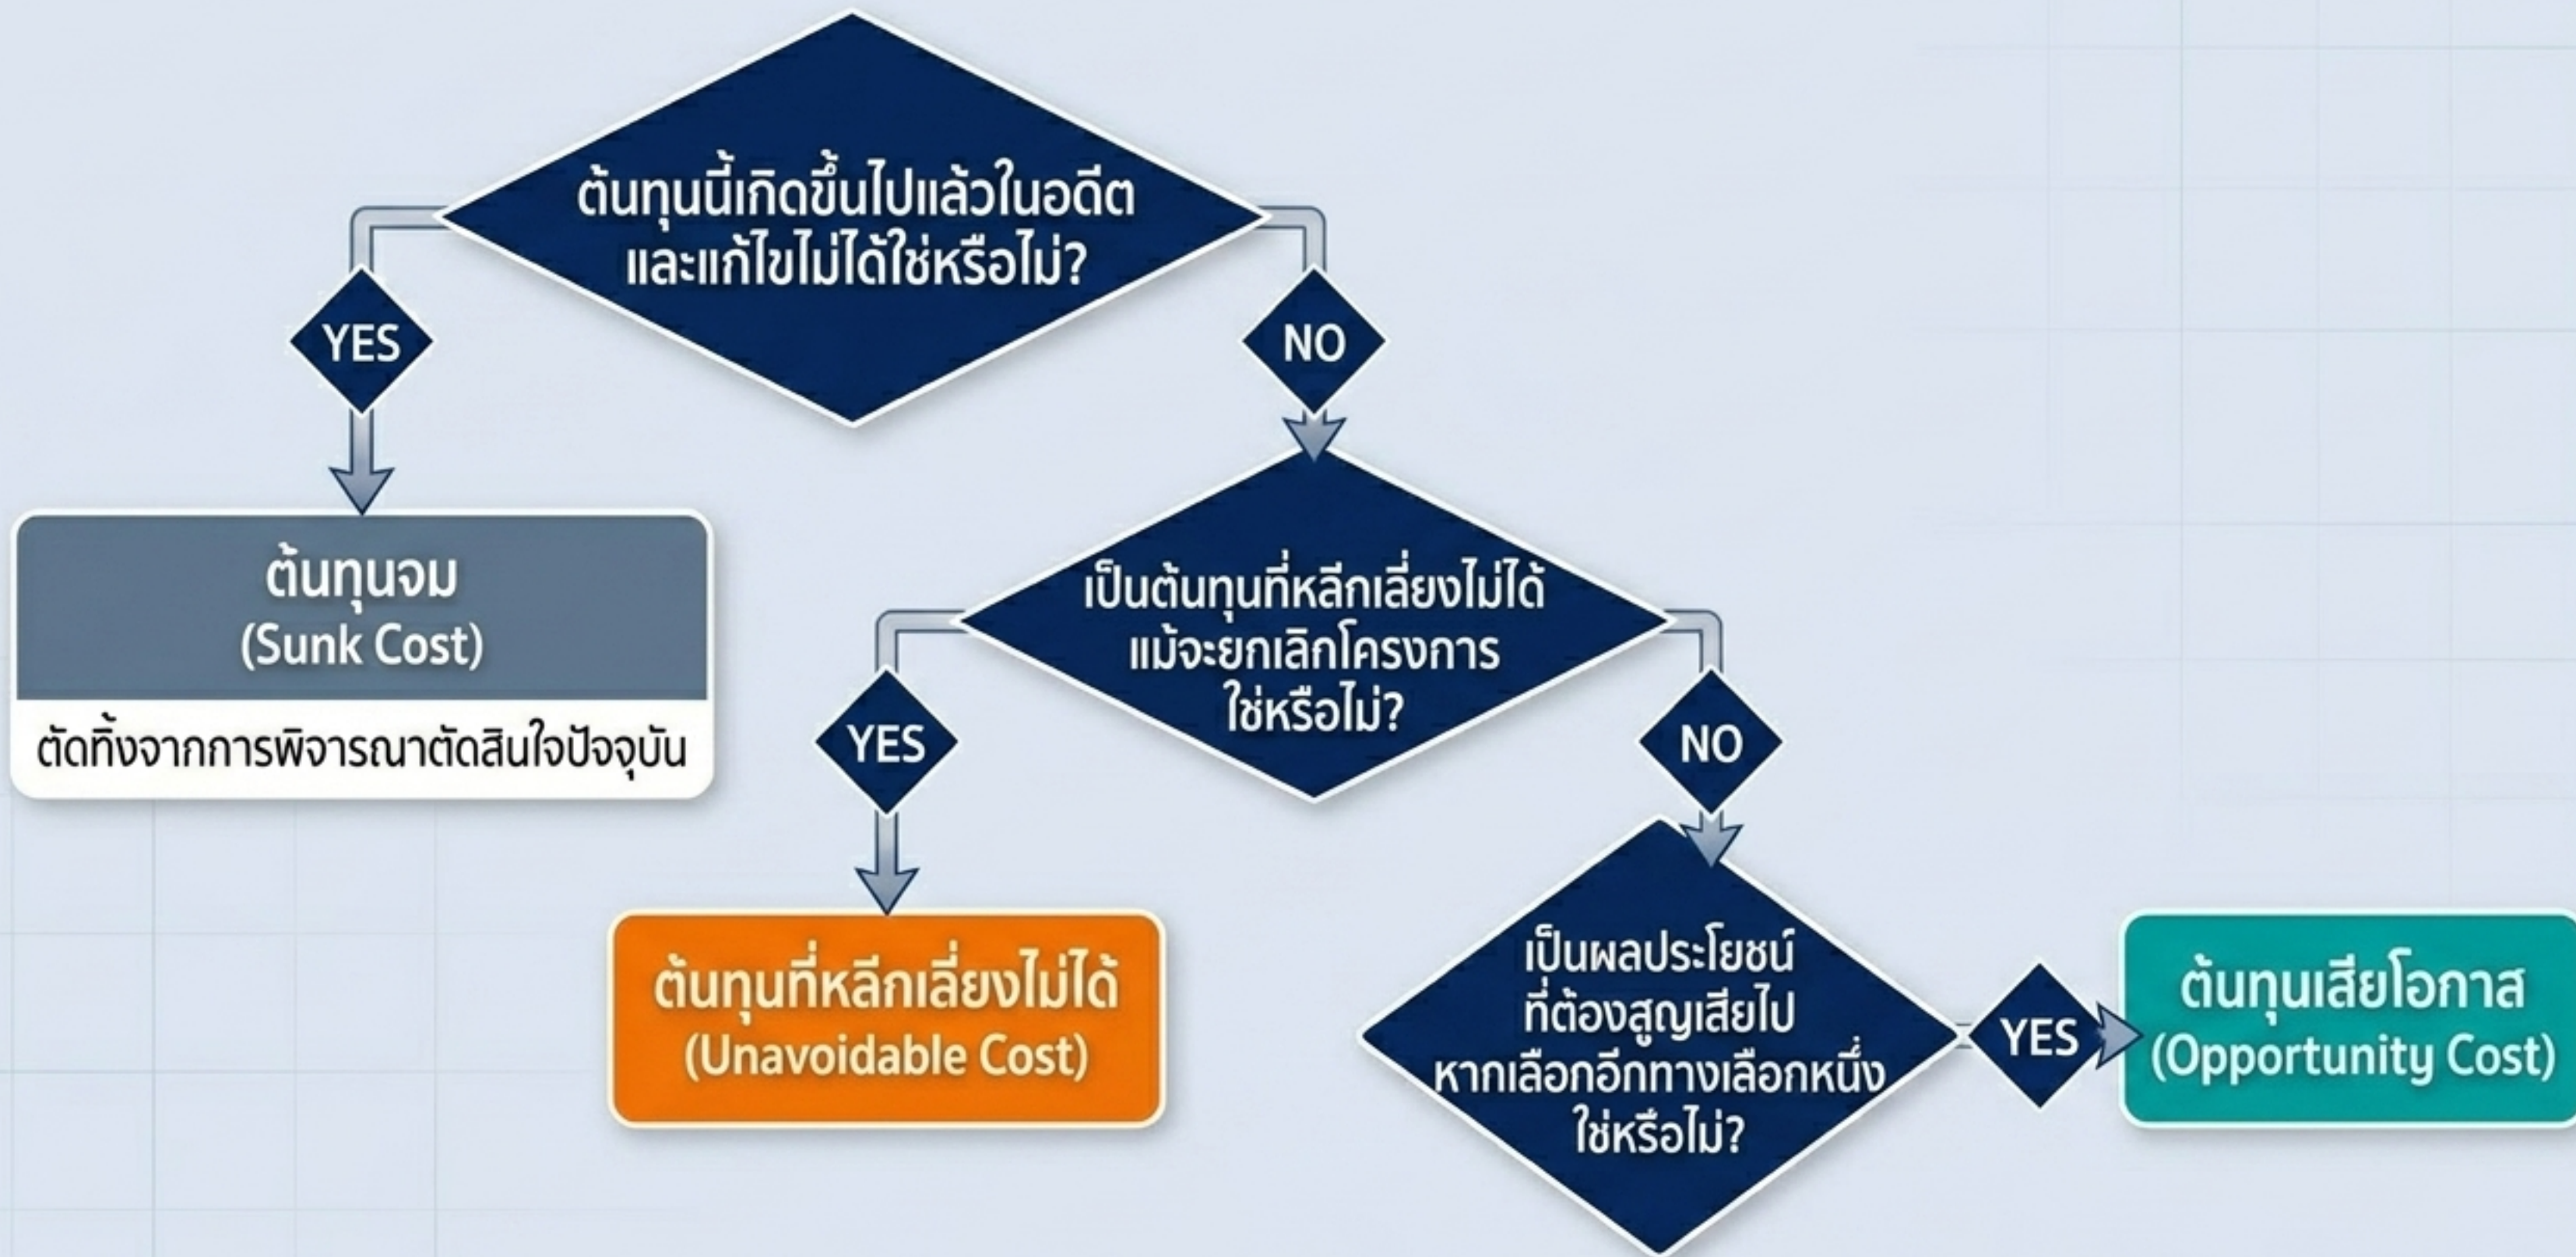 ต้นทุนนี้เกิดขึ้นไปแล้วในอดีต
และแก้ไขไม่ได้ใช่หรือไม่?
YES
NO
ต้นทุนจม
(Sunk Cost)
ตัดทิ้งจากการพิจารณาตัดสินใจปัจจุบัน
เป็นต้นทุนที่หลีกเลี่ยงไม่ได้
แม้จะยกเลิกโครงการ
ใช่หรือไม่?
YES
NO
ต้นทุนที่หลีกเลี่ยงไม่ได้
(Unavoidable Cost)
เป็นผลประโยชน์
ที่ต้องสูญเสียไป
หากเลือกอีกทางเลือกหนึ่ง
ใช่หรือไม่?
YES
ต้นทุนเสียโอกาส
(Opportunity Cost)